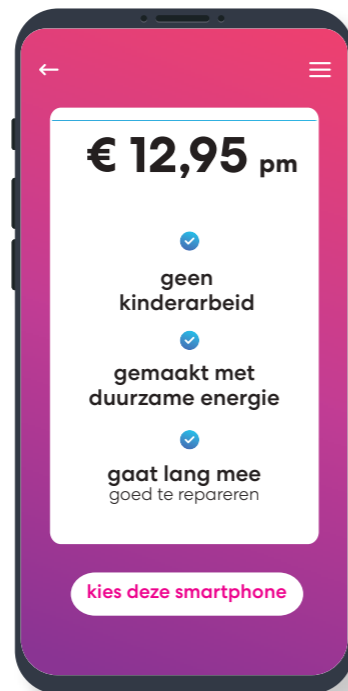 € 12,95 pm
geen
kinderarbeid
gemaakt met
duurzame energie
gaat lang mee
goed te repareren
kies deze smartphone